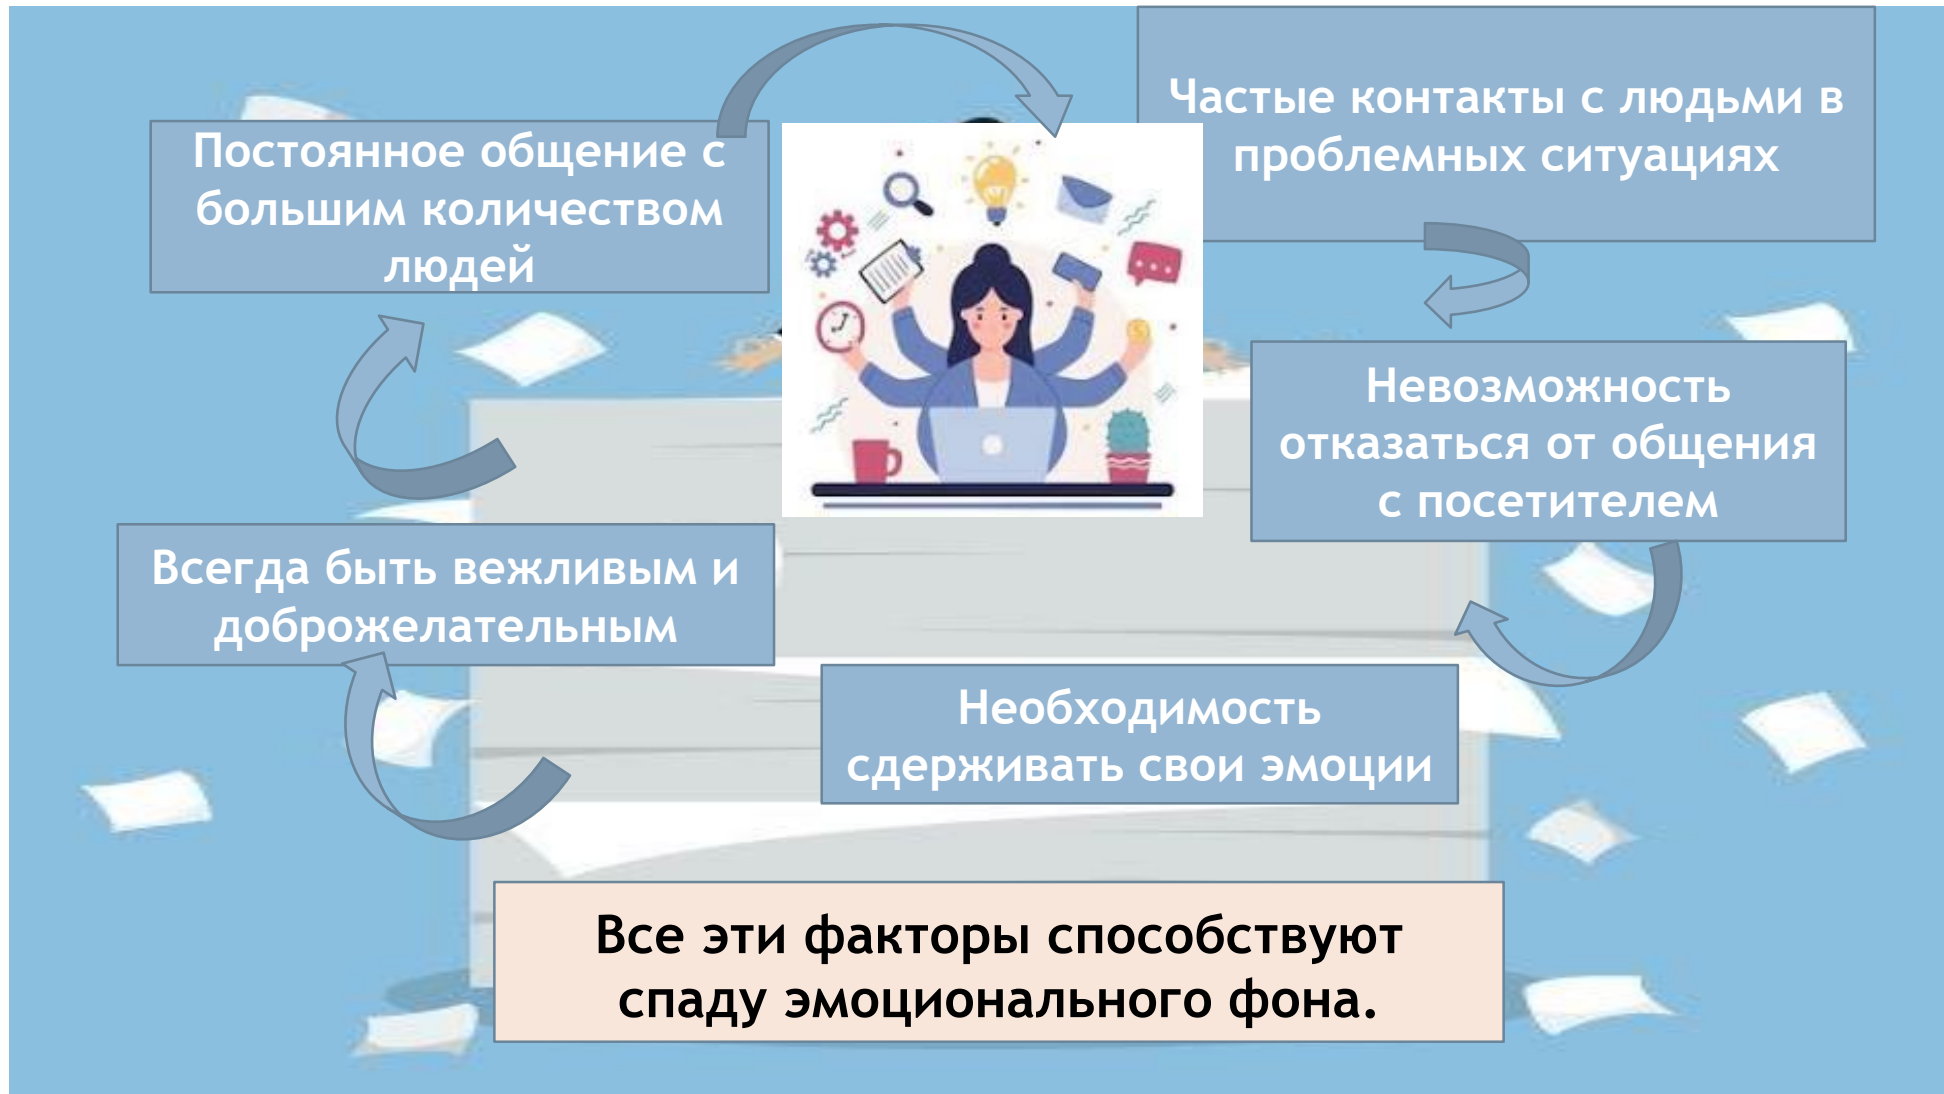 Постоянное общение с
большим количеством
людей
Частые контакты с людьми в
проблемных ситуациях
Невозможность
отказаться от общения
с посетителем
Необходимость
сдерживать свои эмоции
Всегда быть вежливым и
доброжелательным
Все эти факторы способствуют
спаду эмоционального фона.